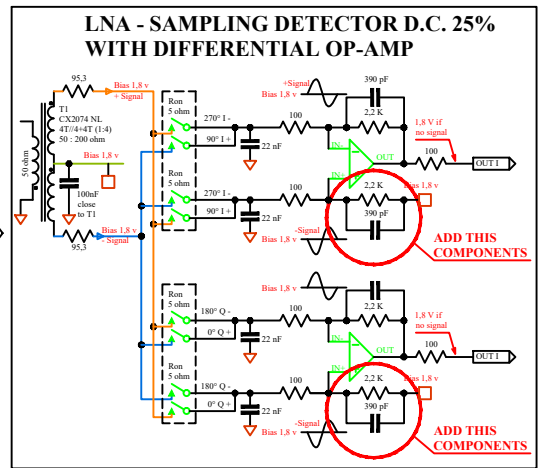 LNA - SAMPLING DETECTOR D.C. 25%
WITH DIFFERENTIAL OP-AMP
95,3
Bias 1,8 v
+ Signal
T1
CX2074 NL
4T//4+4T (1:4)
50 : 200 ohm
50 ohm
Bias 1,8 v
100nF
close
to T1
Bias 1,8 v
- Signal
95,3
Ron
5 ohm
270° I -
90° I +
22 nF
100
+Signal
Bias 1,8 v
390 pF
2,2 K
IN-
IN+
OUT
1,8 V if
no signal
100
OUT I
Ron
5 ohm
270° I -
90° I +
22 nF
100
2,2 K
Bias 1,8 v
390 pF
-Signal
Bias 1,8 v
ADD THIS
COMPONENTS
Ron
5 ohm
180° Q -
0° Q +
22 nF
100
+Signal
Bias 1,8 v
390 pF
2,2 K
IN-
IN+
OUT
1,8 V if
no signal
100
OUT I
Ron
5 ohm
180° Q -
0° Q +
22 nF
100
2,2 K
Bias 1,8 v
390 pF
-Signal
Bias 1,8 v
ADD THIS
COMPONENTS